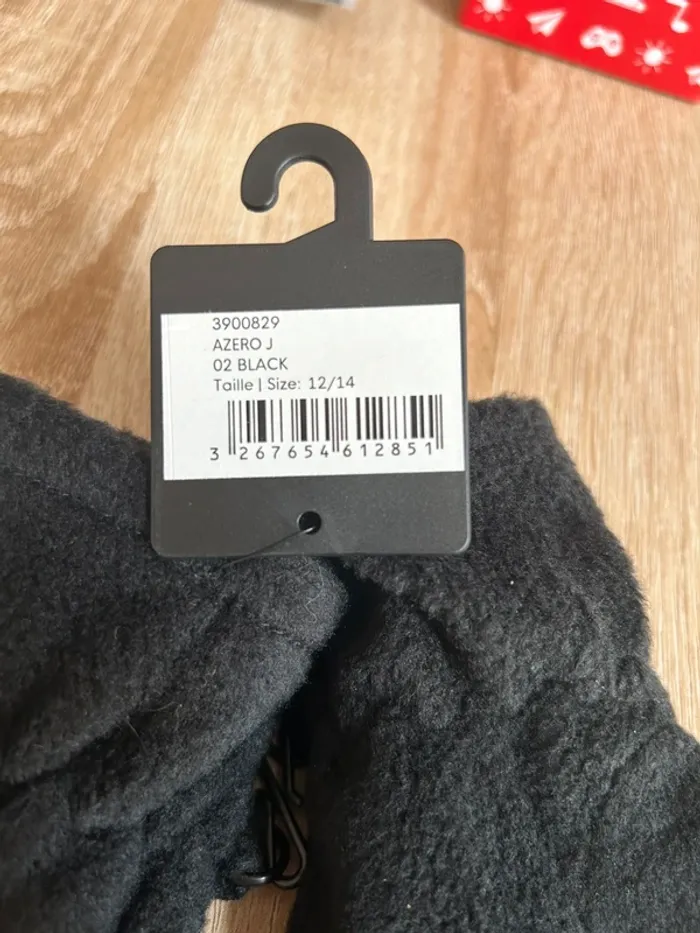 3900829
AZERO J
02 BLACK
Taille | Size: 12/14
3 267654 612851